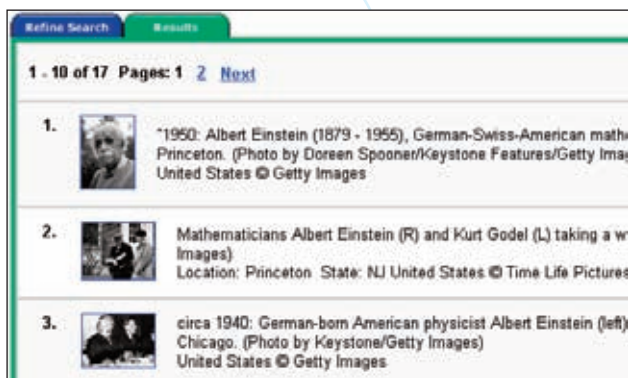 Refine Search Results
1 - 10 of 17 Pages: 1 2 Next
1.
"1950: Albert Einstein (1879 - 1955), German-Swiss-American
Princeton. (Photo by Doreen Spooner/Keystone Features/Getty
United States © Getty Images
2.
Mathematicians Albert Einstein (R) and Kurt Godel (L) taking a
Images)
Location: Princeton State: NJ United States © Time Life Pictures
3.
circa 1940: German-born American physicist Albert Einstein (left)
Chicago. (Photo by Keystone/Getty Images)
United States © Getty Images